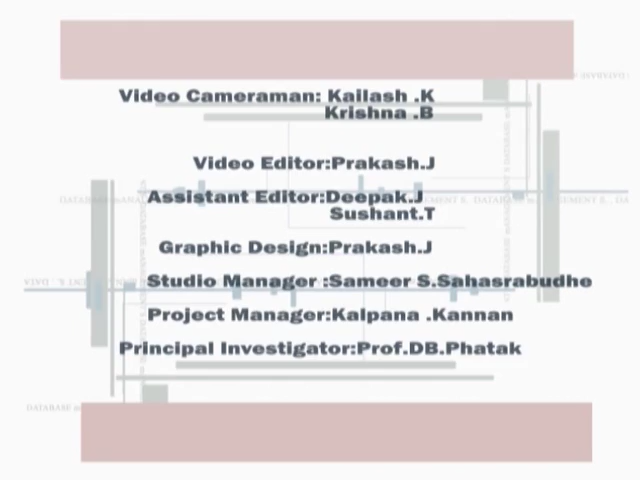 Video Cameraman: Kailash .K
Krishna .B
Video Editor:Prakash.J
Assistant Editor:Deepak.J
Sushant.T
Graphic Design:Prakash.J
Studio Manager :Sameer S.Sahasrabudhe
Project Manager:Kalpana .Kannan
Principal Investigator:Prof.DB.Phatak